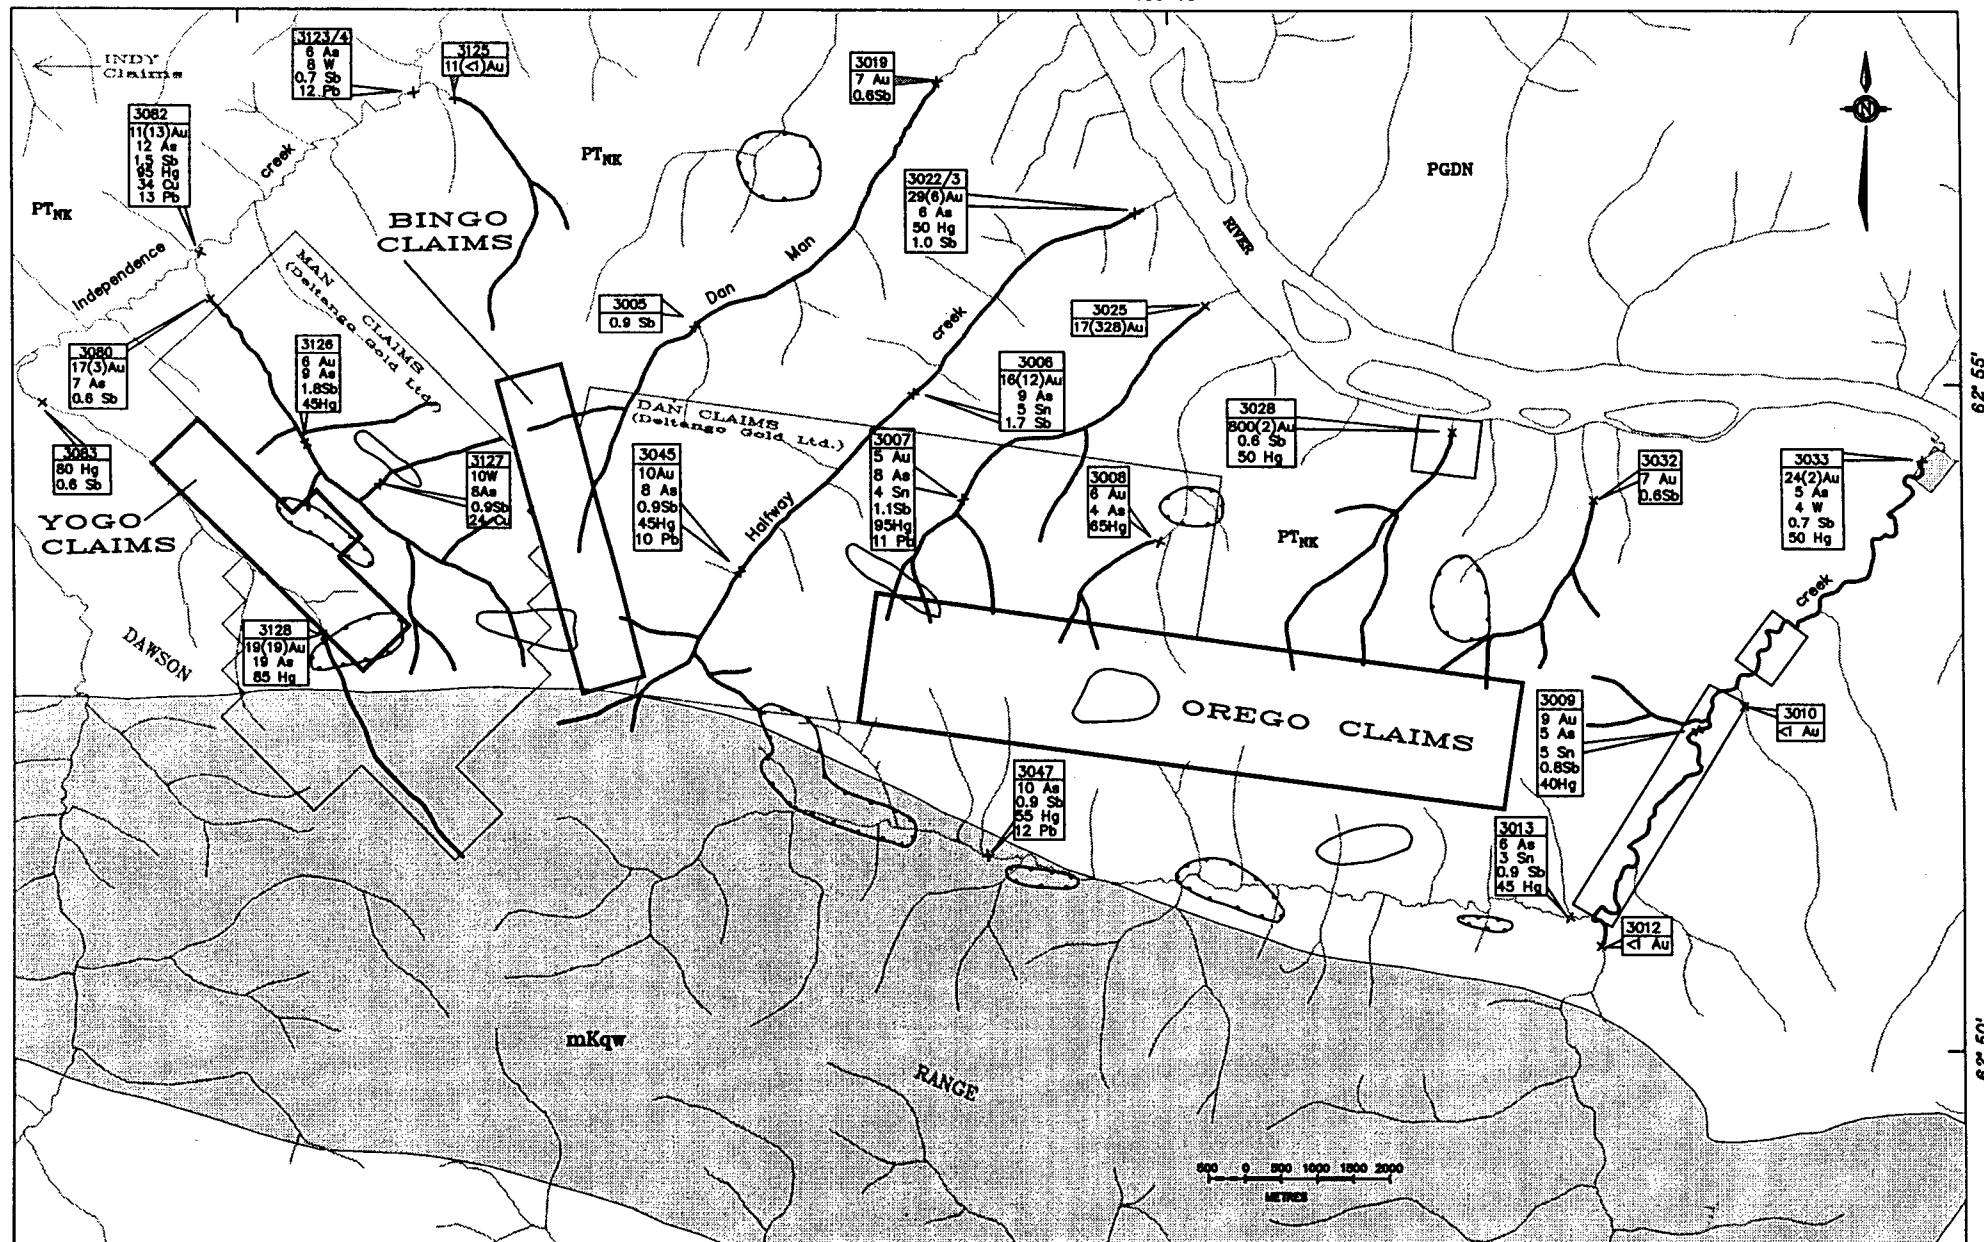 INDY
Claims
3123/4
6 As
8 W
0.7 Sb
12 Pb
3125
11(<1)Au
3019
7 Au
0.6Sb
N
3082
11(13)Au
12 As
1.5 Sb
95 Hg
34 Cu
13 Pb
creek
PTNK
PTNK
PGDN
3022/3
29(6)Au
6 As
50 Hg
1.0 Sb
BINGO
CLAIMS
RIVER
Independence
MAN CLAIMS
(Deltango Gold Ltd.)
Dan Man
3005
0.9 Sb
creek
3025
17(328)Au
3080
17(3)Au
7 As
0.6 Sb
3126
6 Au
9 As
1.8Sb
45Hg
3006
16(12)Au
9 As
5 Sn
1.7 Sb
62° 55'
DAN CLAIMS
(Deltango Gold Ltd.)
3028
800(2)Au
0.6 Sb
50 Hg
3083
80 Hg
0.6 Sb
3127
10W
8As
0.9Sb
24 Cu
3045
10Au
8 As
0.9Sb
45Hg
10 Pb
3007
5 Au
8 As
4 Sn
1.1Sb
95Hg
11 Pb
3008
6 Au
4 As
65Hg
3032
7 Au
0.6Sb
3033
24(2)Au
5 As
4 W
0.7 Sb
50 Hg
YOGO
CLAIMS
Halfway
PTNK
creek
DAWSON
3128
19(19)Au
19 As
85 Hg
OREGO CLAIMS
3009
9 Au
5 As
5 Sn
0.8Sb
40Hg
3010
<1 Au
3047
10 As
0.9 Sb
55 Hg
12 Pb
3013
6 As
3 Sn
0.9 Sb
45 Hg
3012
<1 Au
mKqw
RANGE
62° 50'
500 0 500 1000 1500 2000
METRES